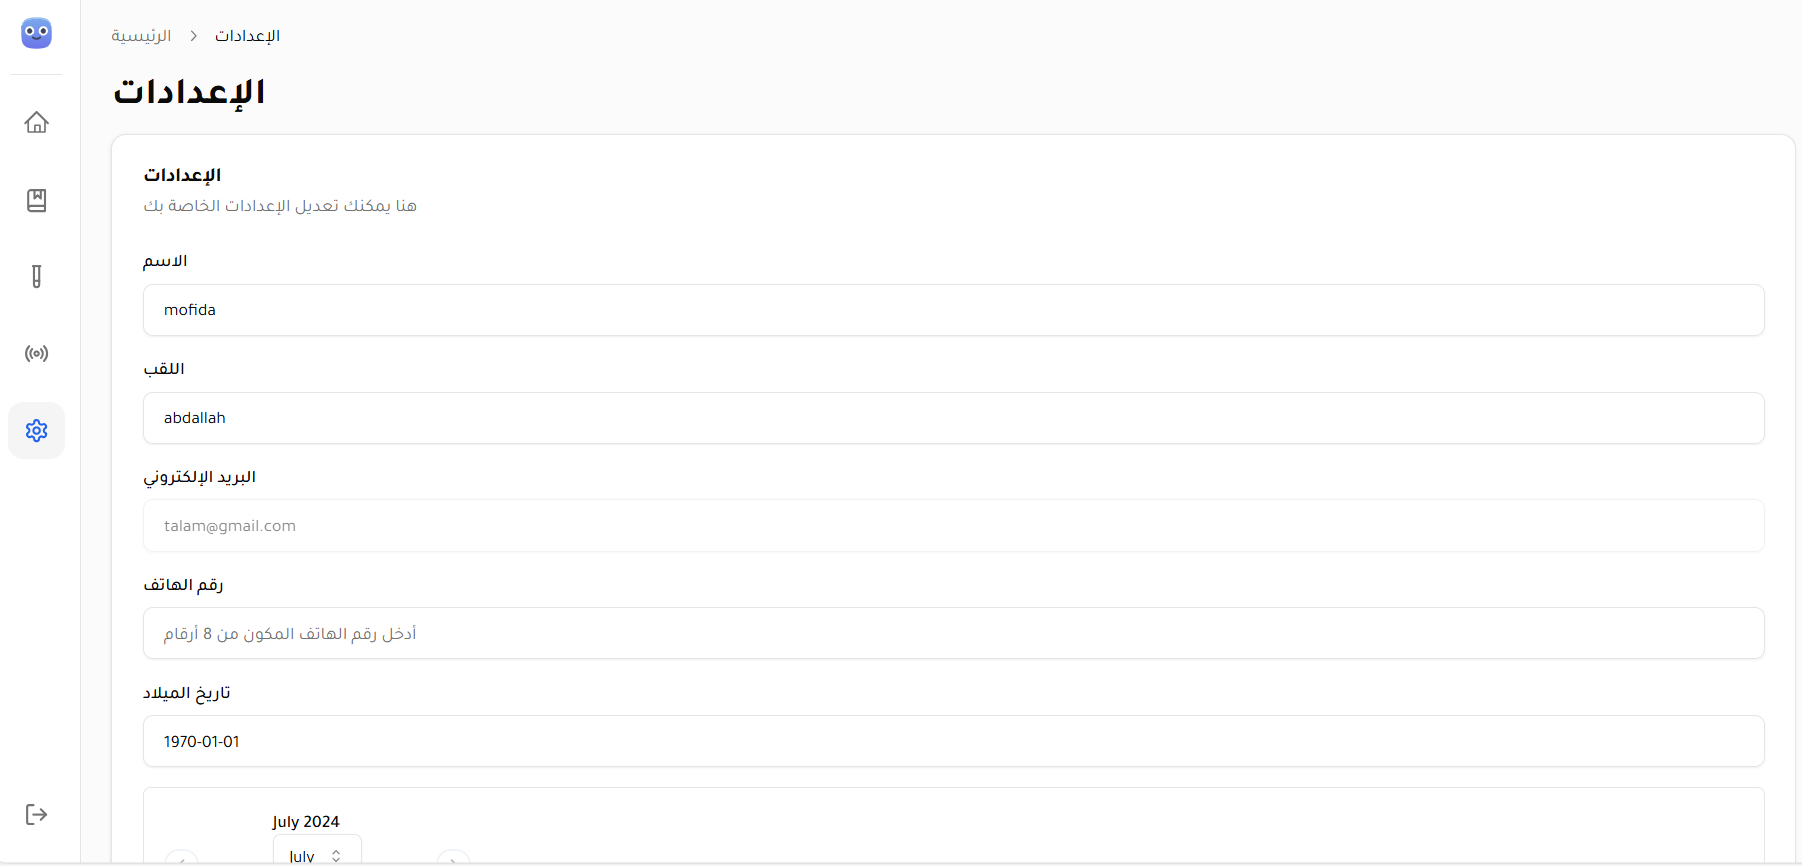 الرئيسية > الإعدادات
الإعدادات
الإعدادات
هنا يمكنك تعديل الإعدادات الخاصة بك
الاسم
mofida
اللقب
abdallah
البريد الإلكتروني
talam@gmail.com
رقم الهاتف
أدخل رقم الهاتف المكون من 8 أرقام
تاريخ الميلاد
1970-01-01
July 2024
July